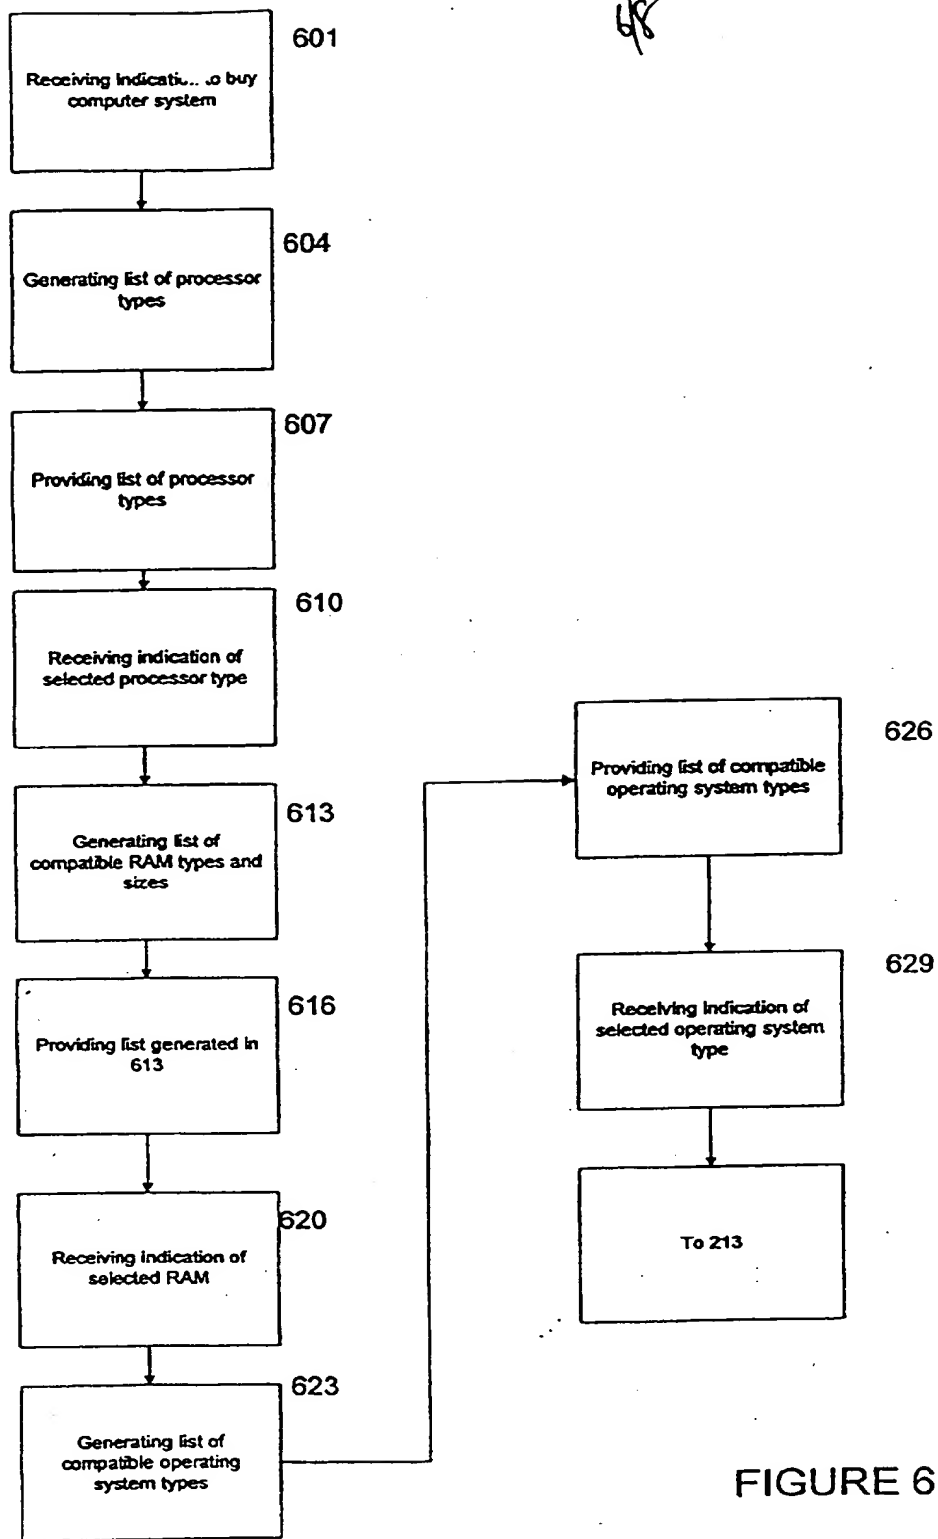 6/8
601
Receiving Indicati... to buy
computer system
604
Generating list of processor
types
607
Providing list of processor
types
610
Receiving indication of
selected processor type
613
Generating list of
compatible RAM types and
sizes
616
Providing list generated in
613
620
Receiving indication of
selected RAM
623
Generating list of
compatible operating
system types
626
Providing list of compatible
operating system types
629
Receiving Indication of
selected operating system
type
To 213
FIGURE 6